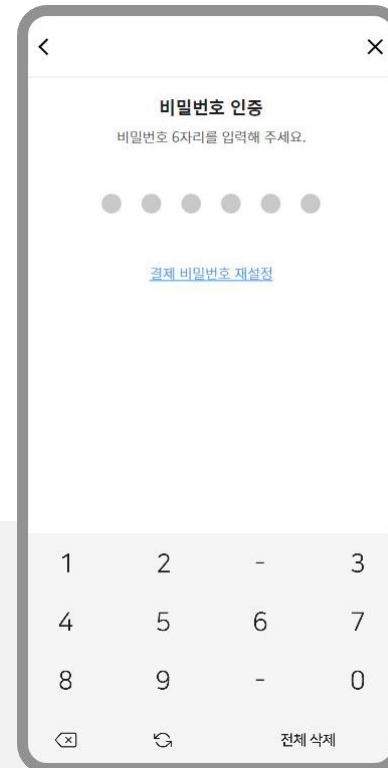 비밀번호 인증
비밀번호 6자리를 입력해 주세요.
결제 비밀번호 재설정
1 2 - 3
4 5 6 7
8 9 - 0
전체 삭제